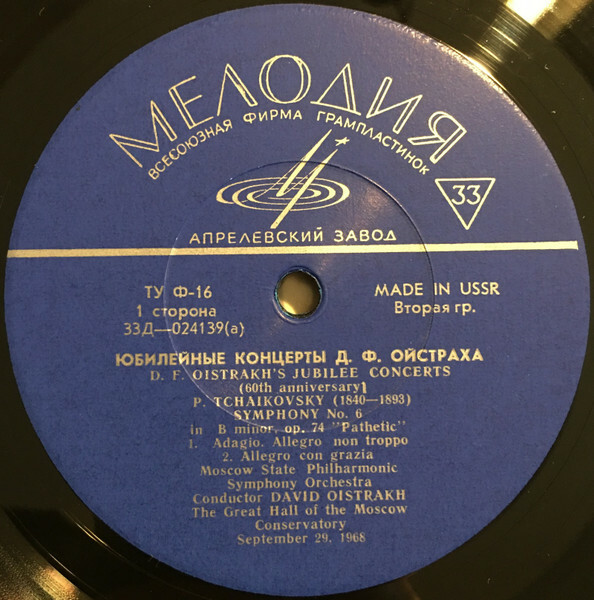 МЕЛОДИЯ
ВСЕСОЮЗНАЯ ФИРМА ГРАМПЛАСТИНОК
33
АПРЕЛЕВСКИЙ ЗАВОД
ТУ Ф-16
MADE IN USSR
1 сторона
Вторая гр.
33Д—024139(а)
ЮБИЛЕЙНЫЕ КОНЦЕРТЫ Д. Ф. ОЙСТРАХА
D. F. OISTRAKH'S JUBILEE CONCERTS
(60th anniversary)
P. TCHAIKOVSKY (1840—1893)
SYMPHONY No. 6
in B minor, op. 74 "Pathetic"
1. Adagio. Allegro non troppo
2. Allegro con grazia
Moscow State Philharmonic
Symphony Orchestra
Conductor DAVID OISTRAKH
The Great Hall of the Moscow
Conservatory
September 29, 1968